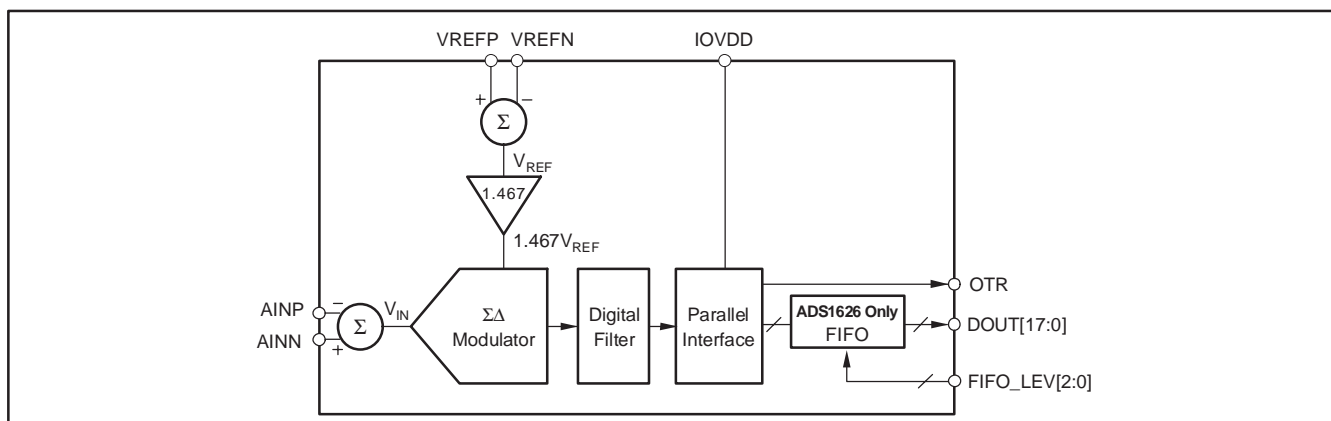 VREFP VREFN IOVDD
+ −
Σ
V_REF
1.467
1.467V_REF
OTR
AINP − V_IN ΣΔ Digital Parallel ADS1626 Only DOUT[17:0]
Σ Modulator Filter Interface FIFO
AINN +
FIFO_LEV[2:0]